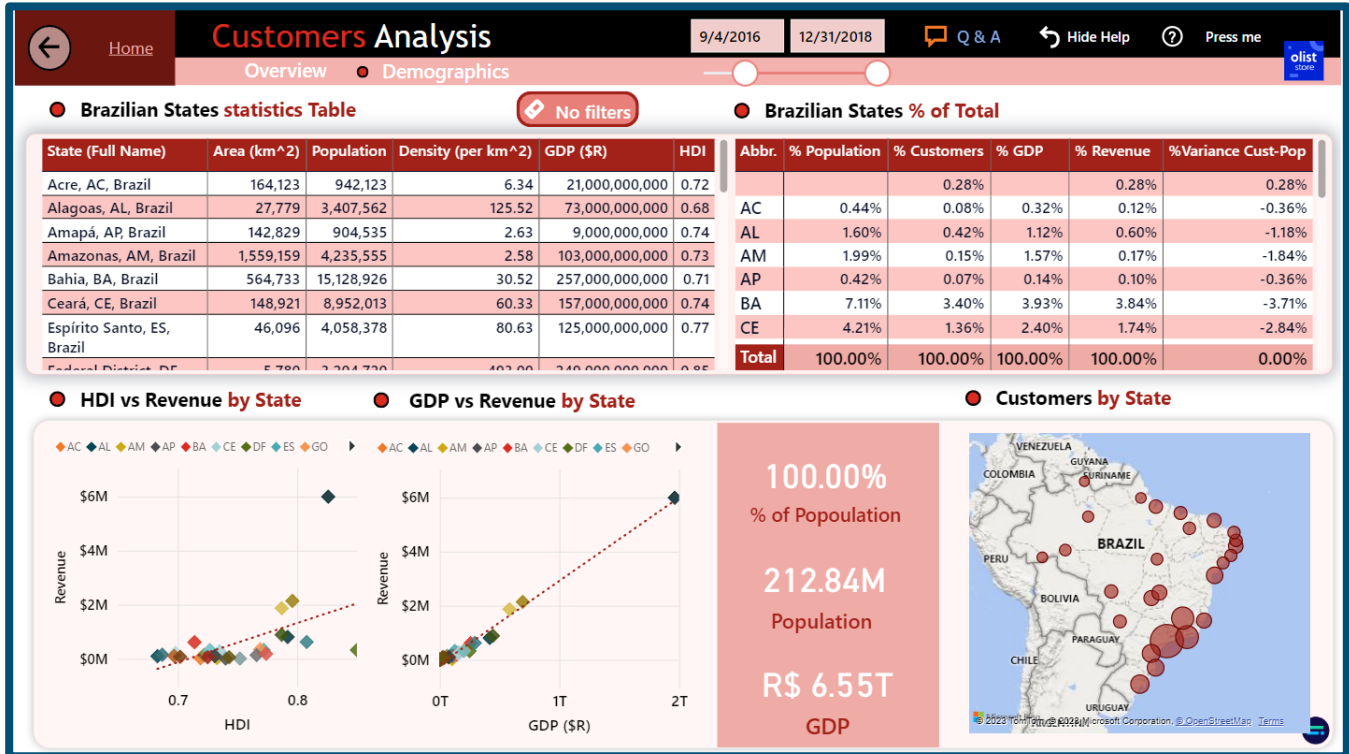 Home
Customers Analysis
9/4/2016
12/31/2018
Q & A
Hide Help
?
Press me
olist
store
Overview
Demographics
Brazilian States statistics Table
No filters
Brazilian States % of Total
State (Full Name) Area (km^2) Population Density (per km^2) GDP ($R) HDI
Acre, AC, Brazil 164,123 942,123 6.34 21,000,000,000 0.72
Alagoas, AL, Brazil 27,779 3,407,562 125.52 73,000,000,000 0.68
Amapá, AP, Brazil 142,829 904,535 2.63 9,000,000,000 0.74
Amazonas, AM, Brazil 1,559,159 4,235,555 2.58 103,000,000,000 0.73
Bahia, BA, Brazil 564,733 15,128,926 30.52 257,000,000,000 0.71
Ceará, CE, Brazil 148,921 8,952,013 60.33 157,000,000,000 0.74
Espírito Santo, ES, 46,096 4,058,378 80.63 125,000,000,000 0.77
Brazil
Federal District, DF
Abbr. % Population % Customers % GDP % Revenue %Variance Cust-Pop
0.28% 0.28% 0.28%
AC 0.44% 0.08% 0.32% 0.12% -0.36%
AL 1.60% 0.42% 1.12% 0.60% -1.18%
AM 1.99% 0.15% 1.57% 0.17% -1.84%
AP 0.42% 0.07% 0.14% 0.10% -0.36%
BA 7.11% 3.40% 3.93% 3.84% -3.71%
CE 4.21% 1.36% 2.40% 1.74% -2.84%
Total 100.00% 100.00% 100.00% 100.00% 0.00%
HDI vs Revenue by State
AC AL AM AP BA CE DF ES GO
$6M
$4M
$2M
$0M
Revenue
0.7 0.8
HDI
GDP vs Revenue by State
AC AL AM AP BA CE DF ES GO
$6M
$4M
$2M
$0M
Revenue
0T 1T 2T
GDP ($R)
100.00%
% of Popoulation
212.84M
Population
R$ 6.55T
GDP
Customers by State
VENEZUELA
GUYANA
COLOMBIA
SURINAME
BRAZIL
PERU
BOLIVIA
PARAGUAY
CHILE
URUGUAY
© 2023 TomTom, © 2023 Microsoft Corporation, © OpenStreetMap Terms